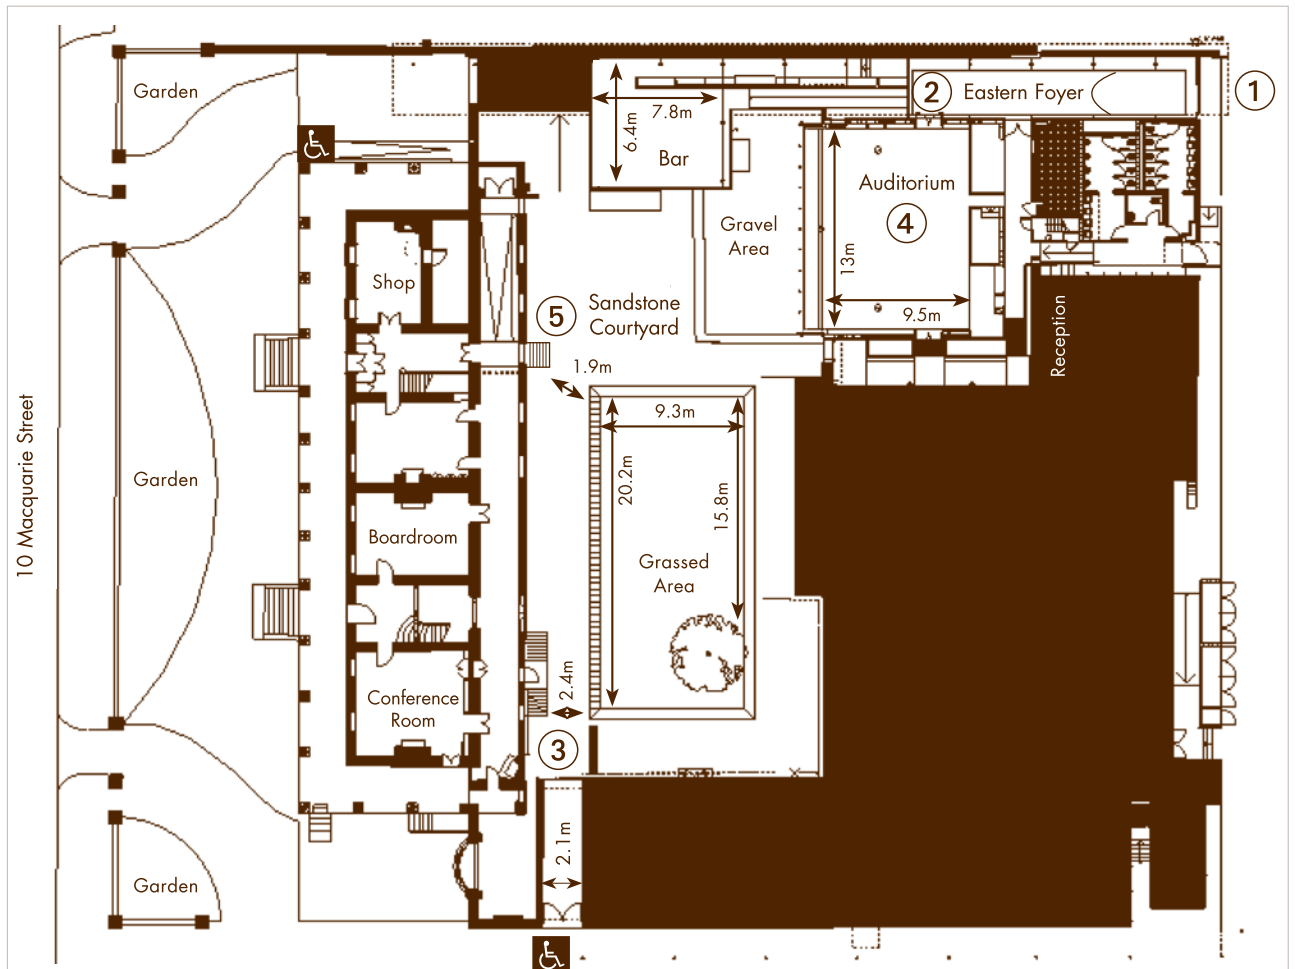 Garden
2
Eastern Foyer
1
7.8m
6.4m
Bar
Auditorium
4
Gravel
Area
13m
9.5m
Shop
5
Sandstone
Courtyard
Reception
1.9m
9.3m
20.2m
15.8m
10 Macquarie Street
Garden
Boardroom
Grassed
Area
Conference
Room
2.4m
3
2.1m
Garden